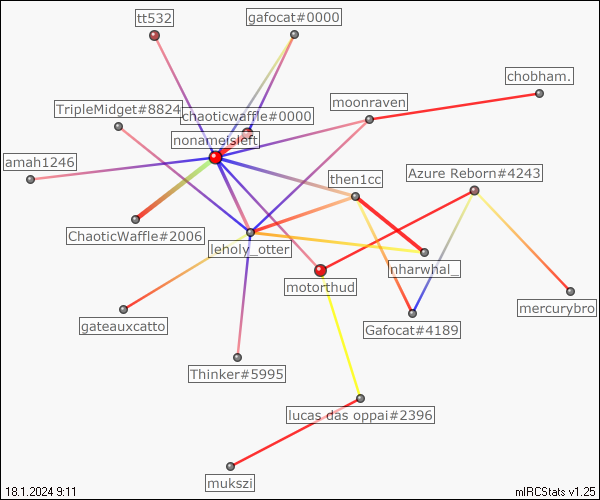 tt532
gafocat#0000
chobham.
moonraven
TripleMidget#8824
chaoticwaffle#0000
nonameisleft
amah1246
then1cc
Azure Reborn#4243
ChaoticWaffle#2006
leholy_otter
nharwhal_
motorthud
mercurybro
gateauxcatto
Gafocat#4189
Thinker#5995
lucas das oppai#2396
mukszi
18.1.2024 9:11
mIRCStats v1.25